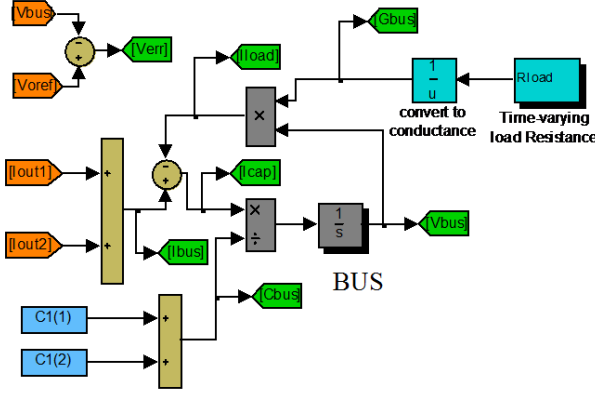 [Vbus]
[Verr]
[Voref]
[Gbus]
[Iload]
1
u
Rload
convert to
conductance
Time-varying
load Resistance
[Iout1]
[Icap]
[Iout2]
[Ibus]
1
s
[Vbus]
BUS
[Cbus]
C1(1)
C1(2)